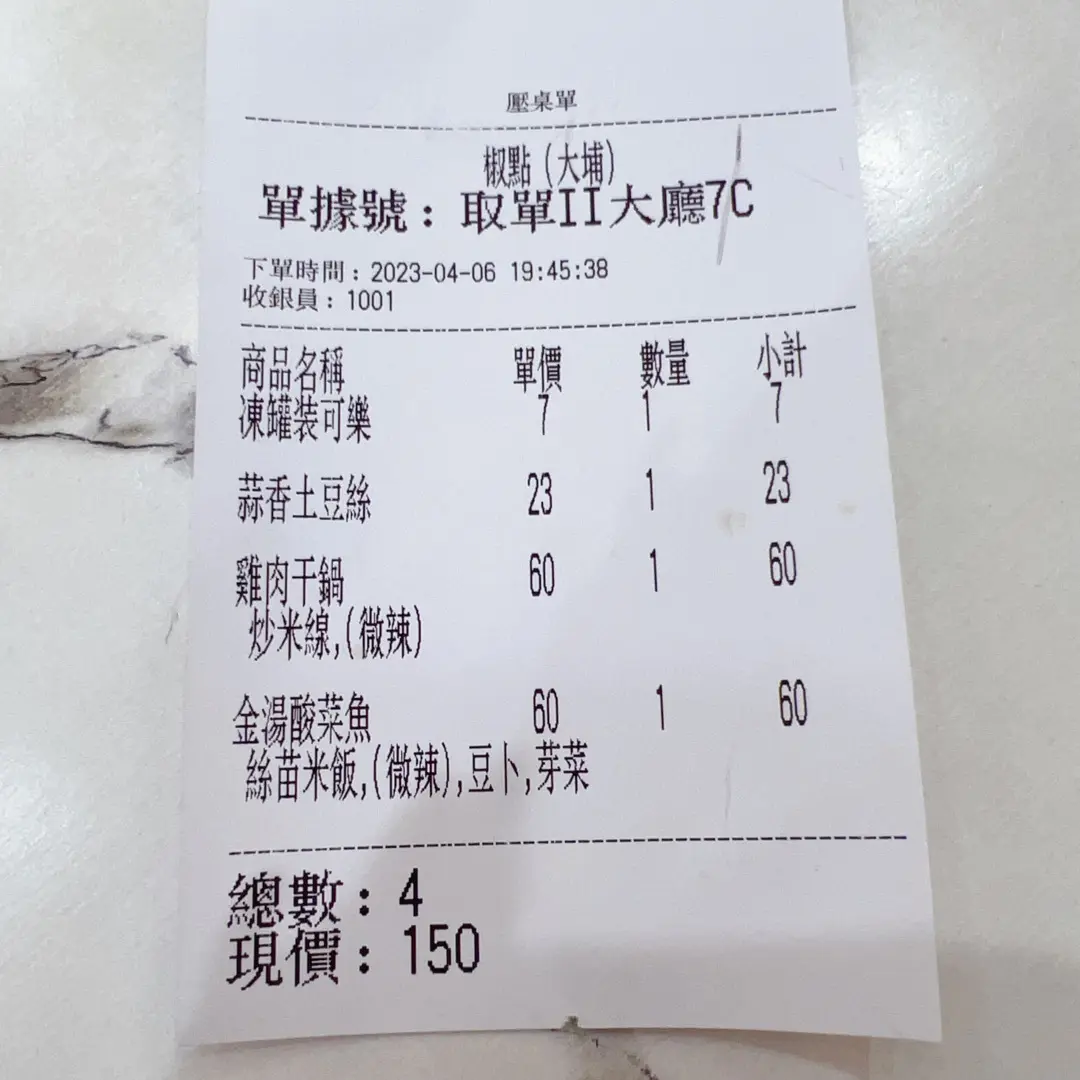 壓桌單
椒點(大埔)
單據號:取單II大廳7C
下單時間:2023-04-06 19:45:38
收銀員:1001
商品名稱 單價 數量 小計
凍罐裝可樂 7 1 7
蒜香土豆絲 23 1 23
雞肉干鍋 60 1 60
炒米線,(微辣)
金湯酸菜魚 60 1 60
絲苗米飯,(微辣),豆卜,芽菜
總數:4
現價:150